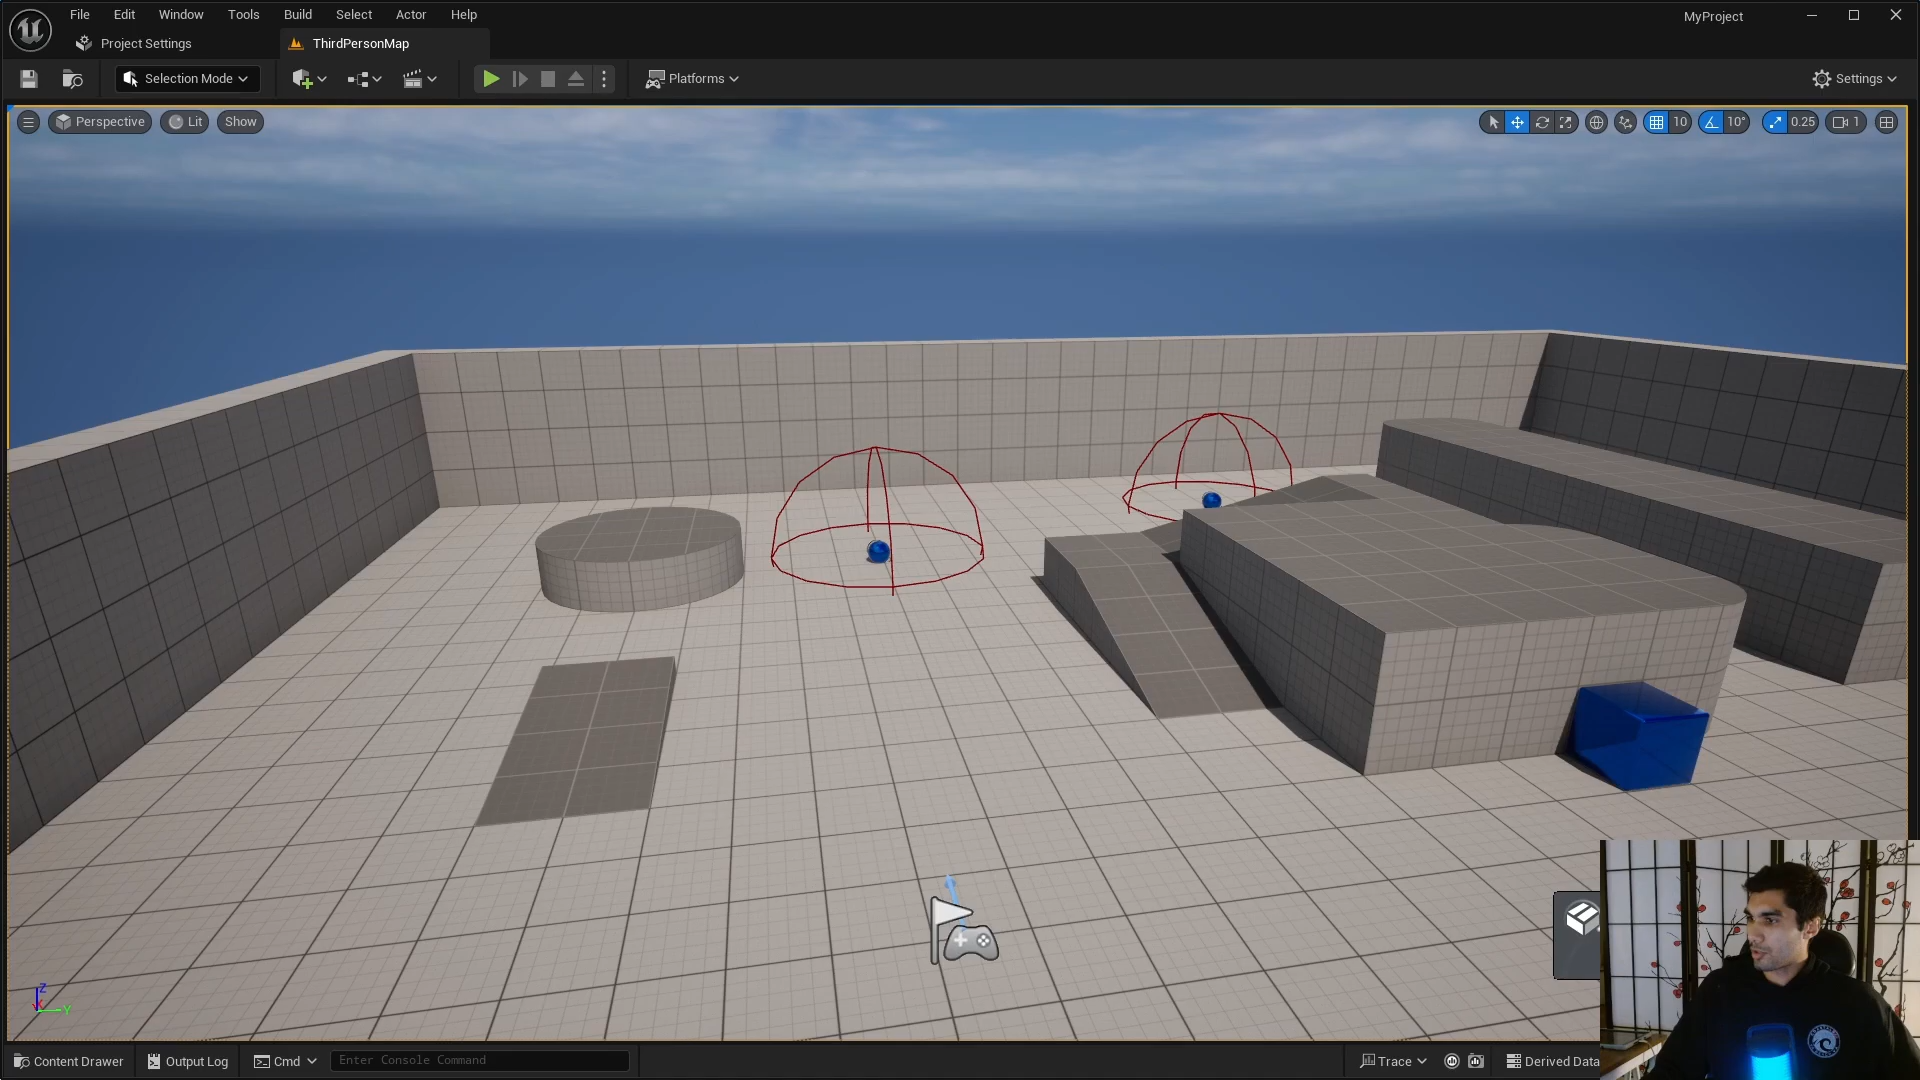 File Edit Window Tools Build Select Actor Help
MyProject
Project Settings
ThirdPersonMap
Selection Mode
Platforms
Settings
Perspective
Lit
Show
10
10°
0.25
1
Z
X
Y
Content Drawer
Output Log
Cmd
Enter Console Command
Trace
Derived Data